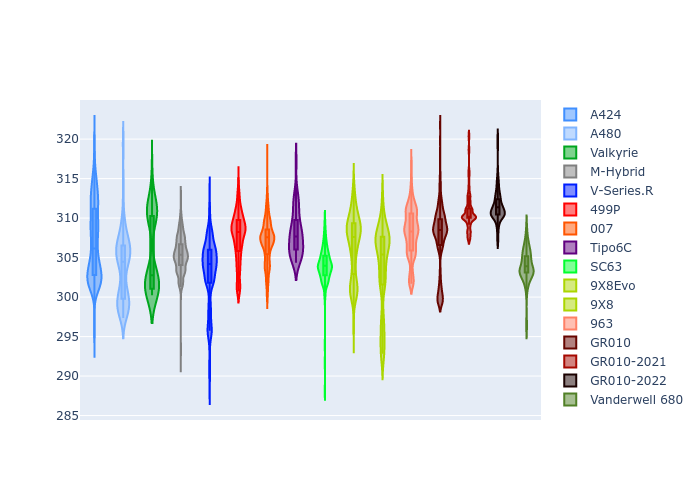 320
315
310
305
300
295
290
285
A424
A480
Valkyrie
M-Hybrid
V-Series.R
499P
007
Tipo6C
SC63
9X8Evo
9X8
963
GR010
GR010-2021
GR010-2022
Vanderwell 680